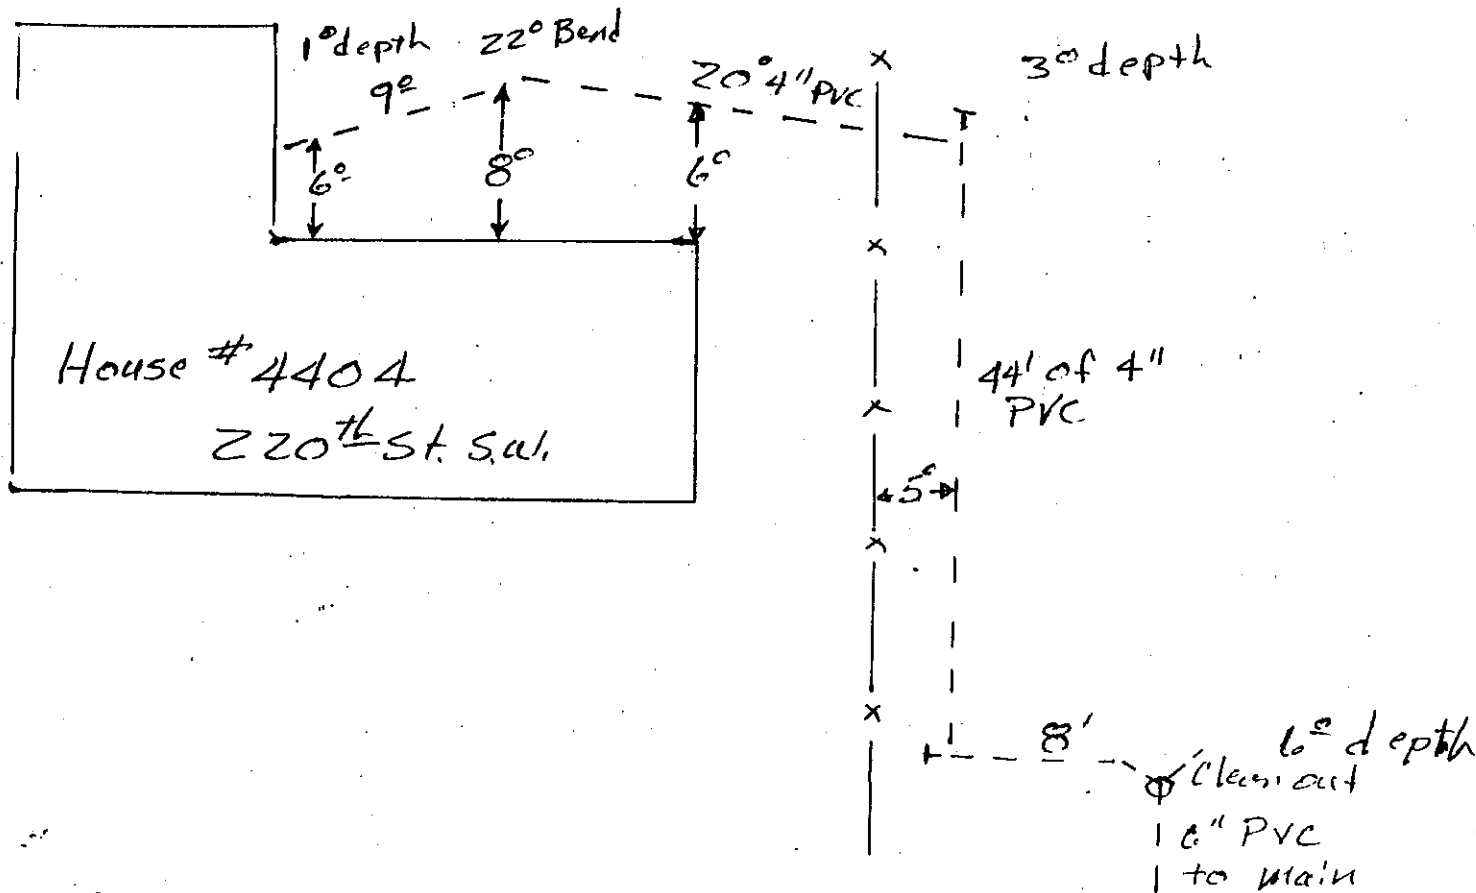 1° depth 22° Bend
9°
20° 4" PVC
3° depth
6°
8°
6°
House # 4404
220th St. S.W.
44' of 4"
PVC
5°
8'
6° depth
Clean out
6" PVC
to main